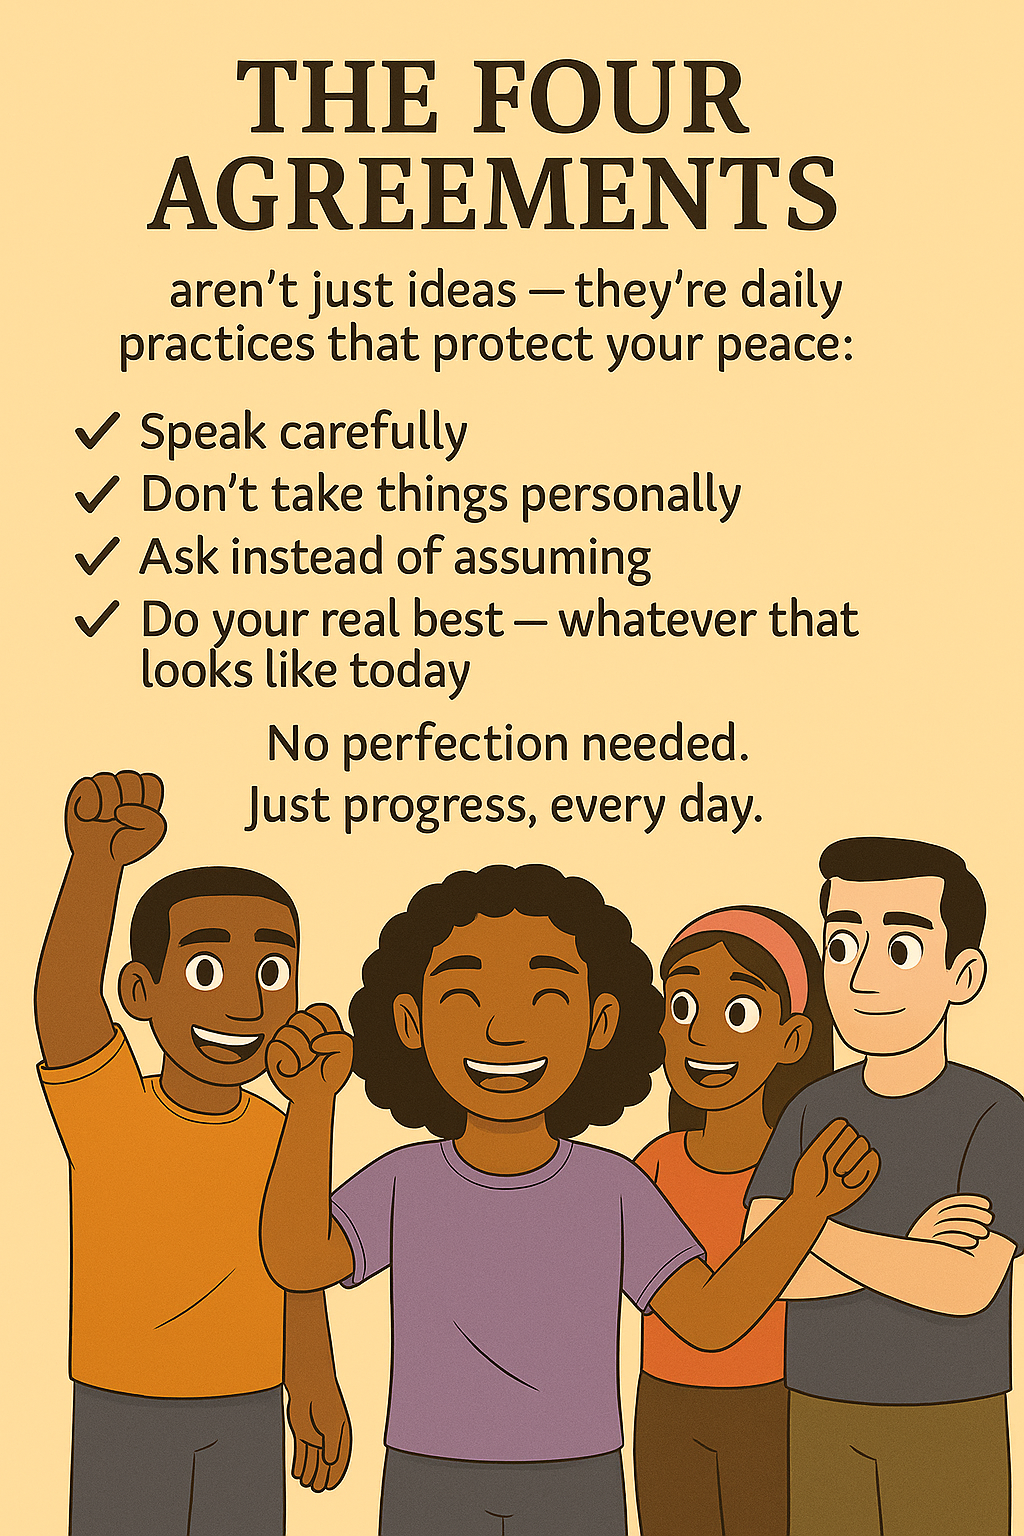 THE FOUR
AGREEMENTS
aren't just ideas — they're daily
practices that protect your peace:
✓ Speak carefully
✓ Don't take things personally
✓ Ask instead of assuming
✓ Do your real best — whatever that
looks like today
No perfection needed.
Just progress, every day.